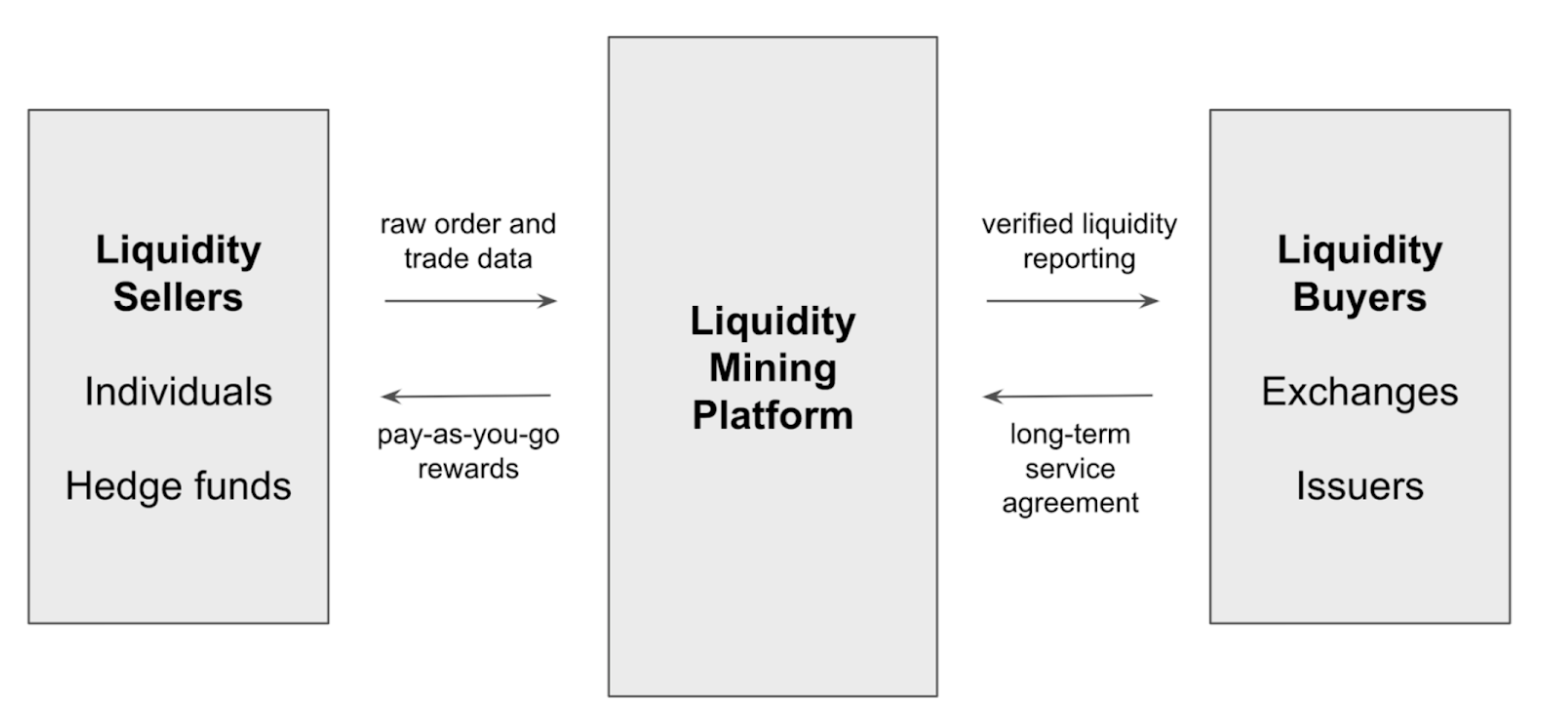 Liquidity
Sellers
Individuals
Hedge funds
raw order and
trade data
pay-as-you-go
rewards
Liquidity
Mining
Platform
verified liquidity
reporting
long-term
service
agreement
Liquidity
Buyers
Exchanges
Issuers